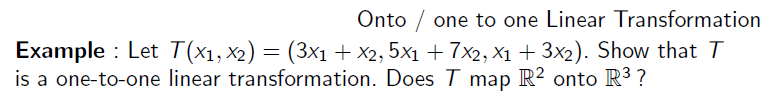 Onto / one to one Linear Transformation
Example : Let T(x₁, x₂) = (3x₁ + x₂, 5x₁ + 7x₂, x₁ + 3x₂). Show that T
is a one-to-one linear transformation. Does T map ℝ² onto ℝ³ ?